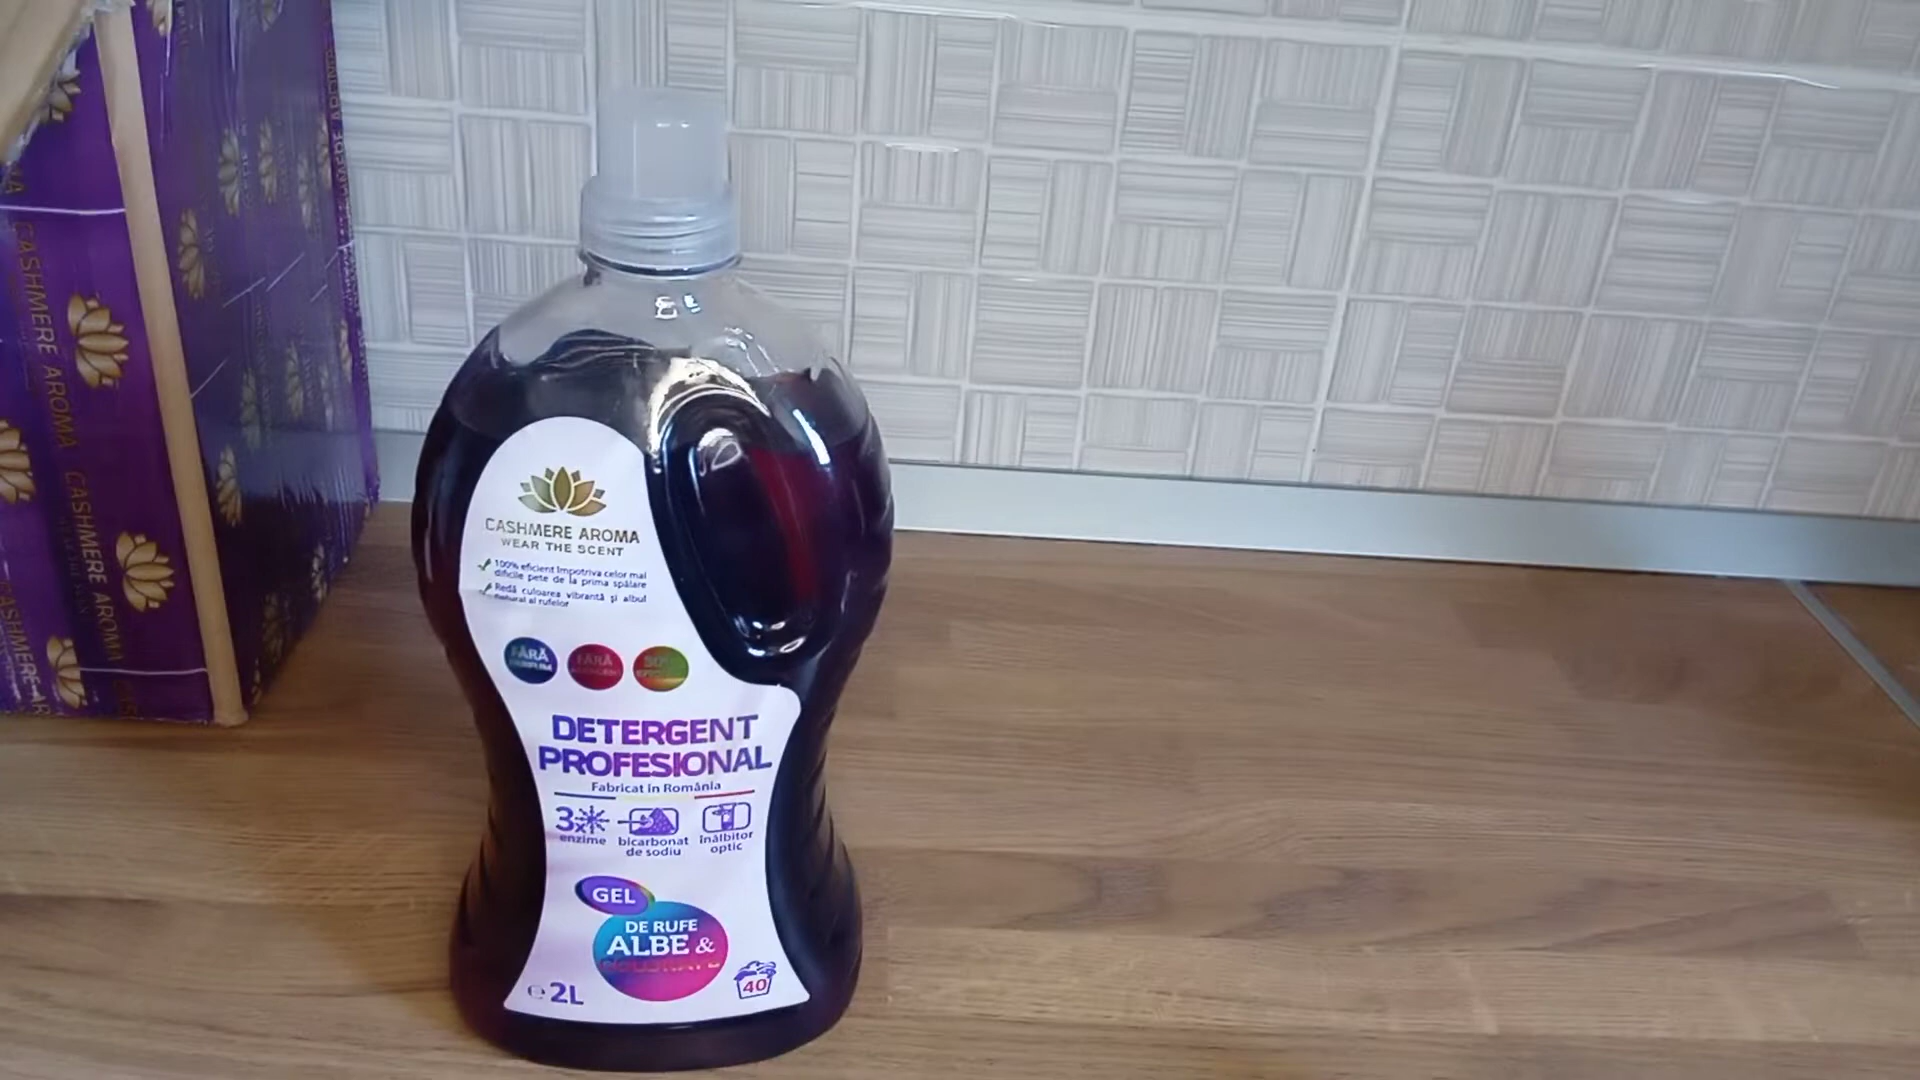 CASHMERE AROMA
CASHMERE AROMA
CASHMERE AROMA
CASHMERE AROMA
WEAR THE SCENT
100% eficient împotriva celor mai
dificile pete de la prima spălare
Redă culoarea vibrantă și albul
natural al rufelor
FĂRĂ
FĂRĂ
DETERGENT
PROFESIONAL
Fabricat în România
3x
enzime
bicarbonat
de sodiu
înălbitor
optic
GEL
DE RUFE
ALBE &
℮ 2L
40